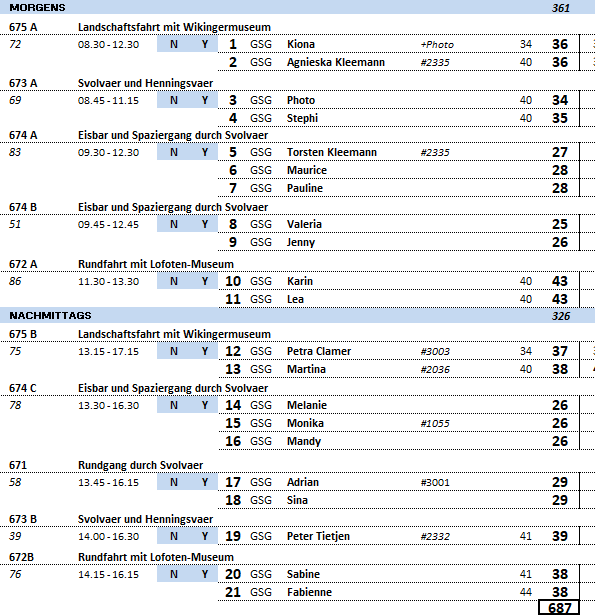 MORGENS 361
675 A Landschaftsfahrt mit Wikingermuseum
72 08.30 - 12.30 N Y 1 GSG Kiona +Photo 34 36
2 GSG Agnieska Kleemann #2335 40 36
673 A Svolvaer und Henningsvaer
69 08.45 - 11.15 N Y 3 GSG Photo 40 34
4 GSG Stephi 40 35
674 A Eisbar und Spaziergang durch Svolvaer
83 09.30 - 12.30 N Y 5 GSG Torsten Kleemann #2335 27
6 GSG Maurice 28
7 GSG Pauline 28
674 B Eisbar und Spaziergang durch Svolvaer
51 09.45 - 12.45 N Y 8 GSG Valeria 25
9 GSG Jenny 26
672 A Rundfahrt mit Lofoten-Museum
86 11.30 - 13.30 N Y 10 GSG Karin 40 43
11 GSG Lea 40 43
NACHMITTAGS 326
675 B Landschaftsfahrt mit Wikingermuseum
75 13.15 - 17.15 N Y 12 GSG Petra Clamer #3003 34 37
13 GSG Martina #2036 40 38
674 C Eisbar und Spaziergang durch Svolvaer
78 13.30 - 16.30 N Y 14 GSG Melanie 26
15 GSG Monika #1055 26
16 GSG Mandy 26
671 Rundgang durch Svolvaer
58 13.45 - 16.15 N Y 17 GSG Adrian #3001 29
18 GSG Sina 29
673 B Svolvaer und Henningsvaer
39 14.00 - 16.30 N Y 19 GSG Peter Tietjen #2332 41 39
672B Rundfahrt mit Lofoten-Museum
76 14.15 - 16.15 N Y 20 GSG Sabine 41 38
21 GSG Fabienne 44 38
687